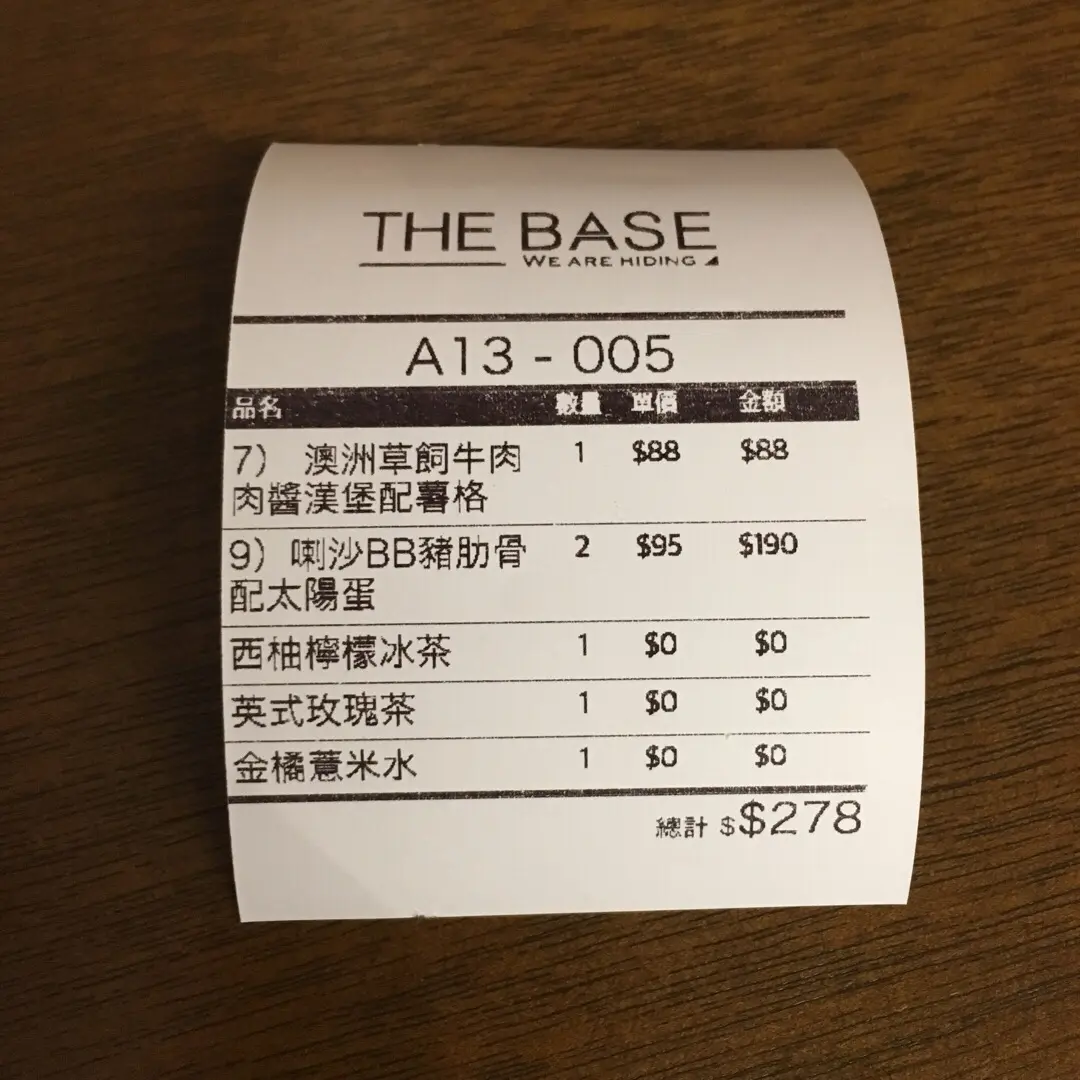 THE BASE
WE ARE HIDING
A13 - 005
品名 數量 單價 金額
7) 澳洲草飼牛肉 1 $88 $88
肉醬漢堡配薯格
9) 喇沙BB豬肋骨 2 $95 $190
配太陽蛋
西柚檸檬冰茶 1 $0 $0
英式玫瑰茶 1 $0 $0
金橘薏米水 1 $0 $0
總計 $$278